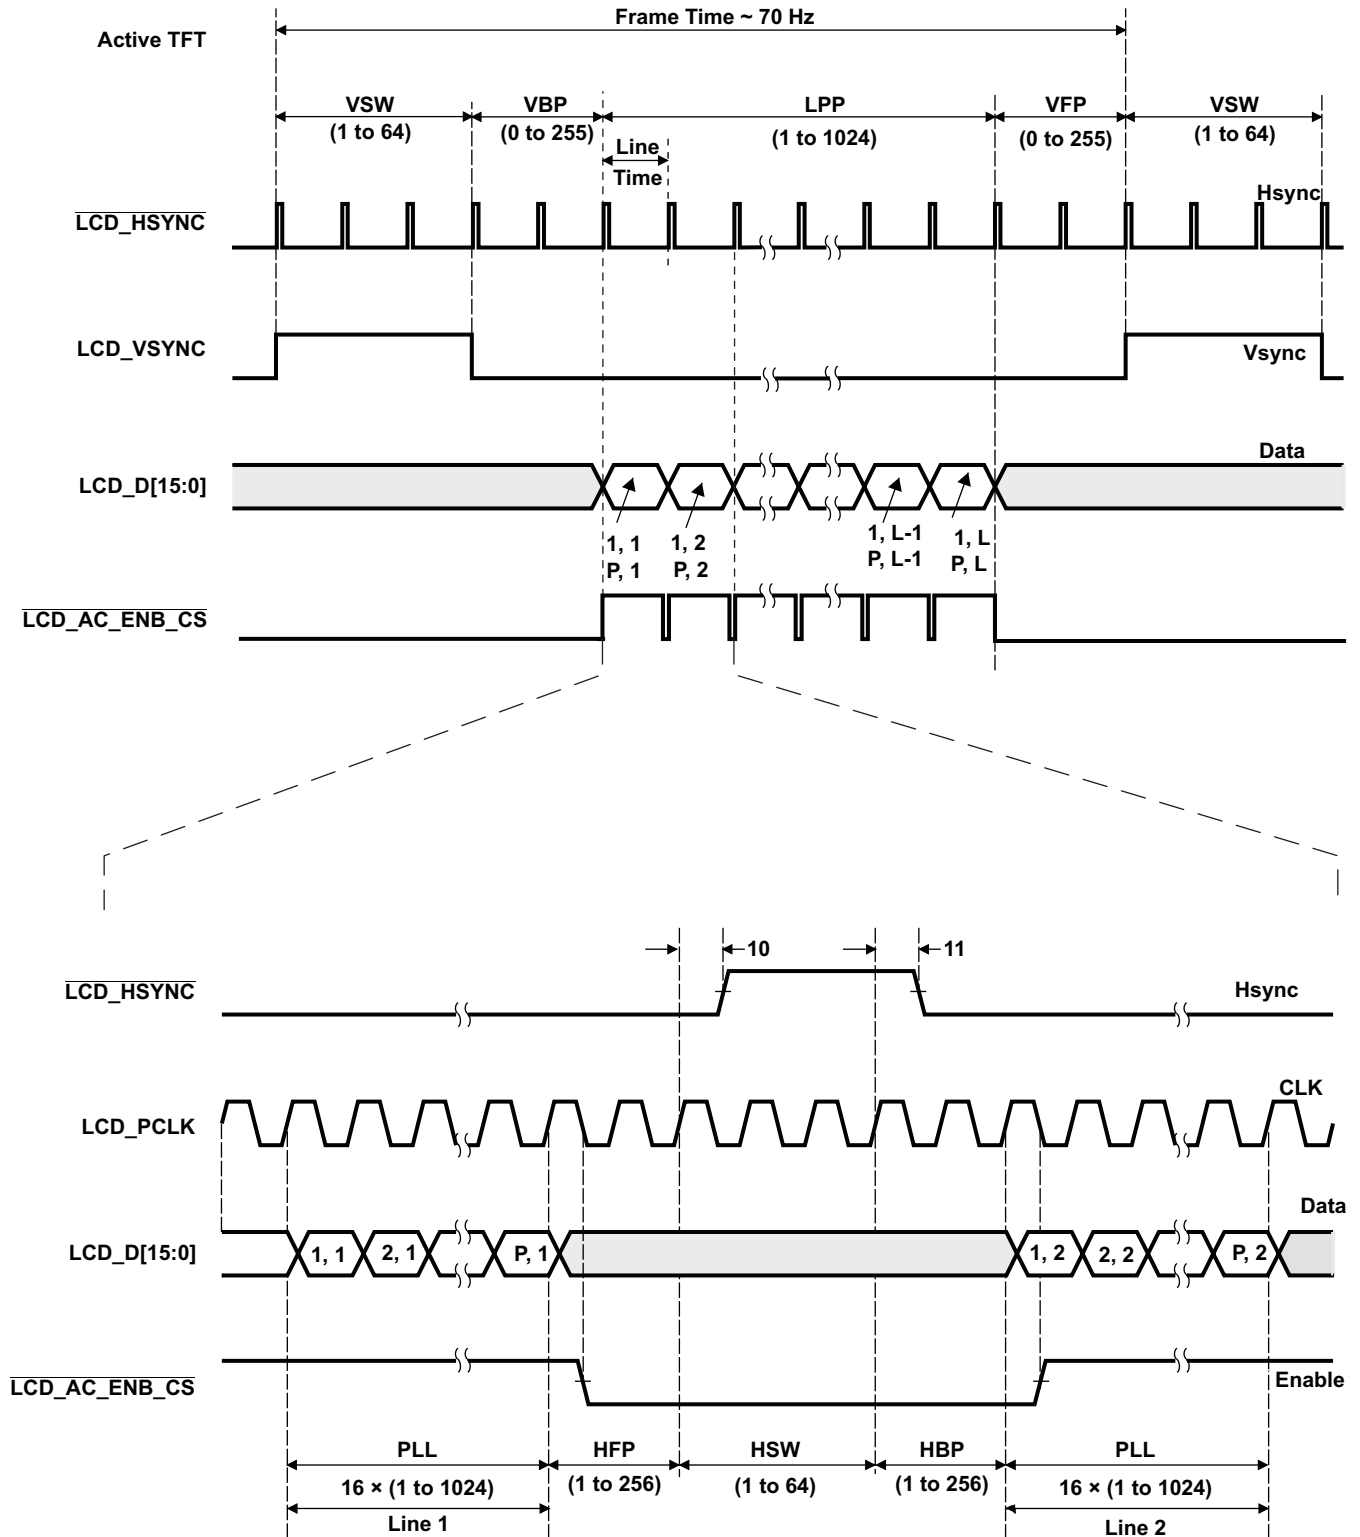 Frame Time ~ 70 Hz
Active TFT
VSW
(1 to 64)
VBP
(0 to 255)
LPP
(1 to 1024)
VFP
(0 to 255)
VSW
(1 to 64)
Line
Time
LCD_HSYNC
Hsync
LCD_VSYNC
Vsync
LCD_D[15:0]
Data
1, 1
P, 1
1, 2
P, 2
1, L-1
P, L-1
1, L
P, L
LCD_AC_ENB_CS
10
11
LCD_HSYNC
Hsync
LCD_PCLK
CLK
LCD_D[15:0]
Data
1, 1
2, 1
P, 1
1, 2
2, 2
P, 2
LCD_AC_ENB_CS
Enable
PLL
16 × (1 to 1024)
Line 1
HFP
(1 to 256)
HSW
(1 to 64)
HBP
(1 to 256)
PLL
16 × (1 to 1024)
Line 2